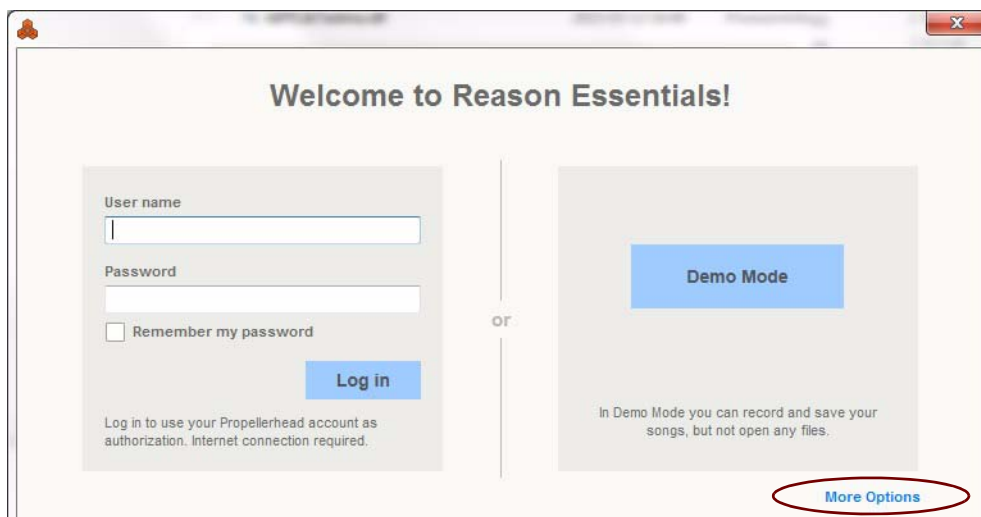 Welcome to Reason Essentials!
User name
Password
Remember my password
Log in
Log in to use your Propellerhead account as
authorization. Internet connection required.
or
Demo Mode
In Demo Mode you can record and save your
songs, but not open any files.
More Options